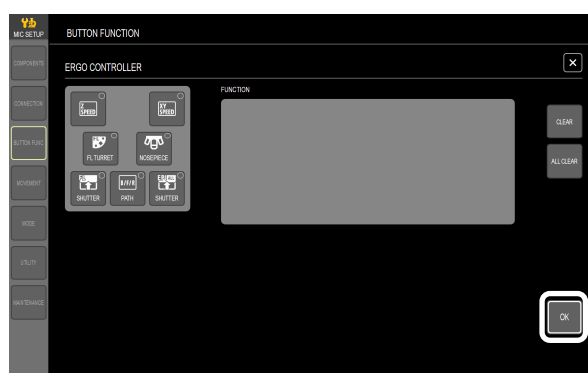 MIC SETUP
BUTTON FUNCTION
COMPONENTS
CONNECTION
BUTTON FUNC
MOVEMENT
MODE
UTILITY
MAINTENANCE
ERGO CONTROLLER
Z
SPEED
XY
SPEED
FL TURRET
NOSEPIECE
SHUTTER
B/F/R
PATH
SHUTTER
FUNCTION
CLEAR
ALL CLEAR
OK